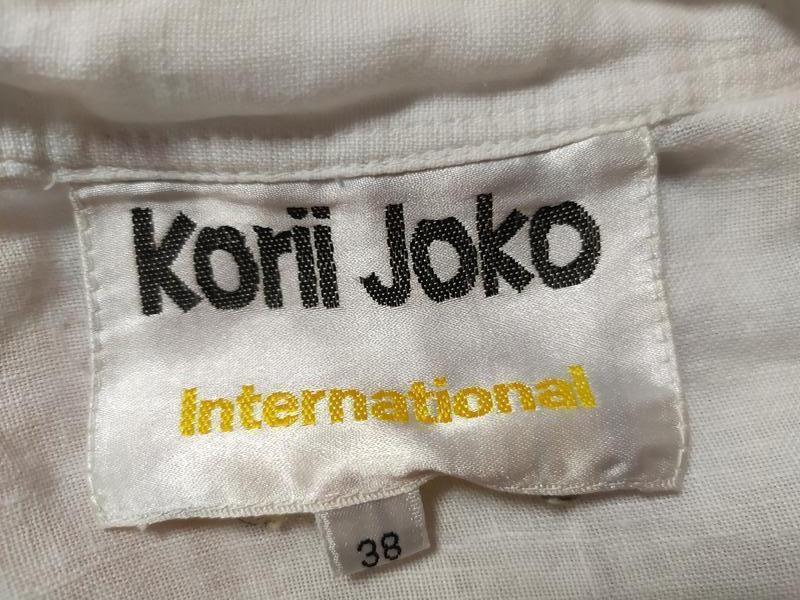 Korii Joko
International
38